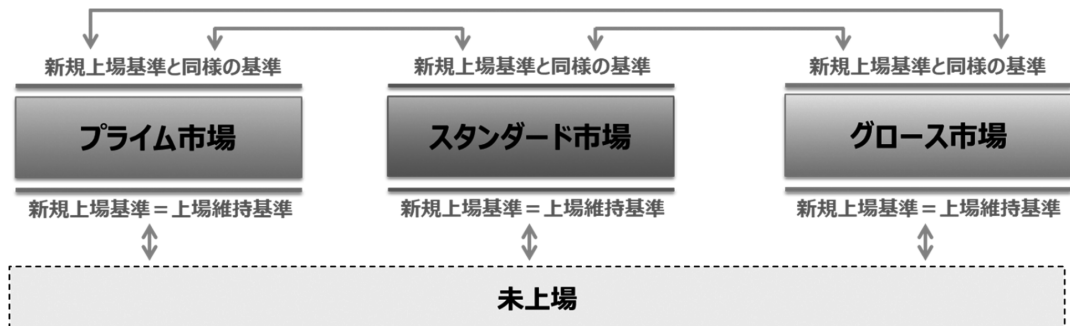 新規上場基準と同様の基準
新規上場基準と同様の基準
新規上場基準と同様の基準
プライム市場
スタンダード市場
グロース市場
新規上場基準＝上場維持基準
新規上場基準＝上場維持基準
新規上場基準＝上場維持基準
未上場